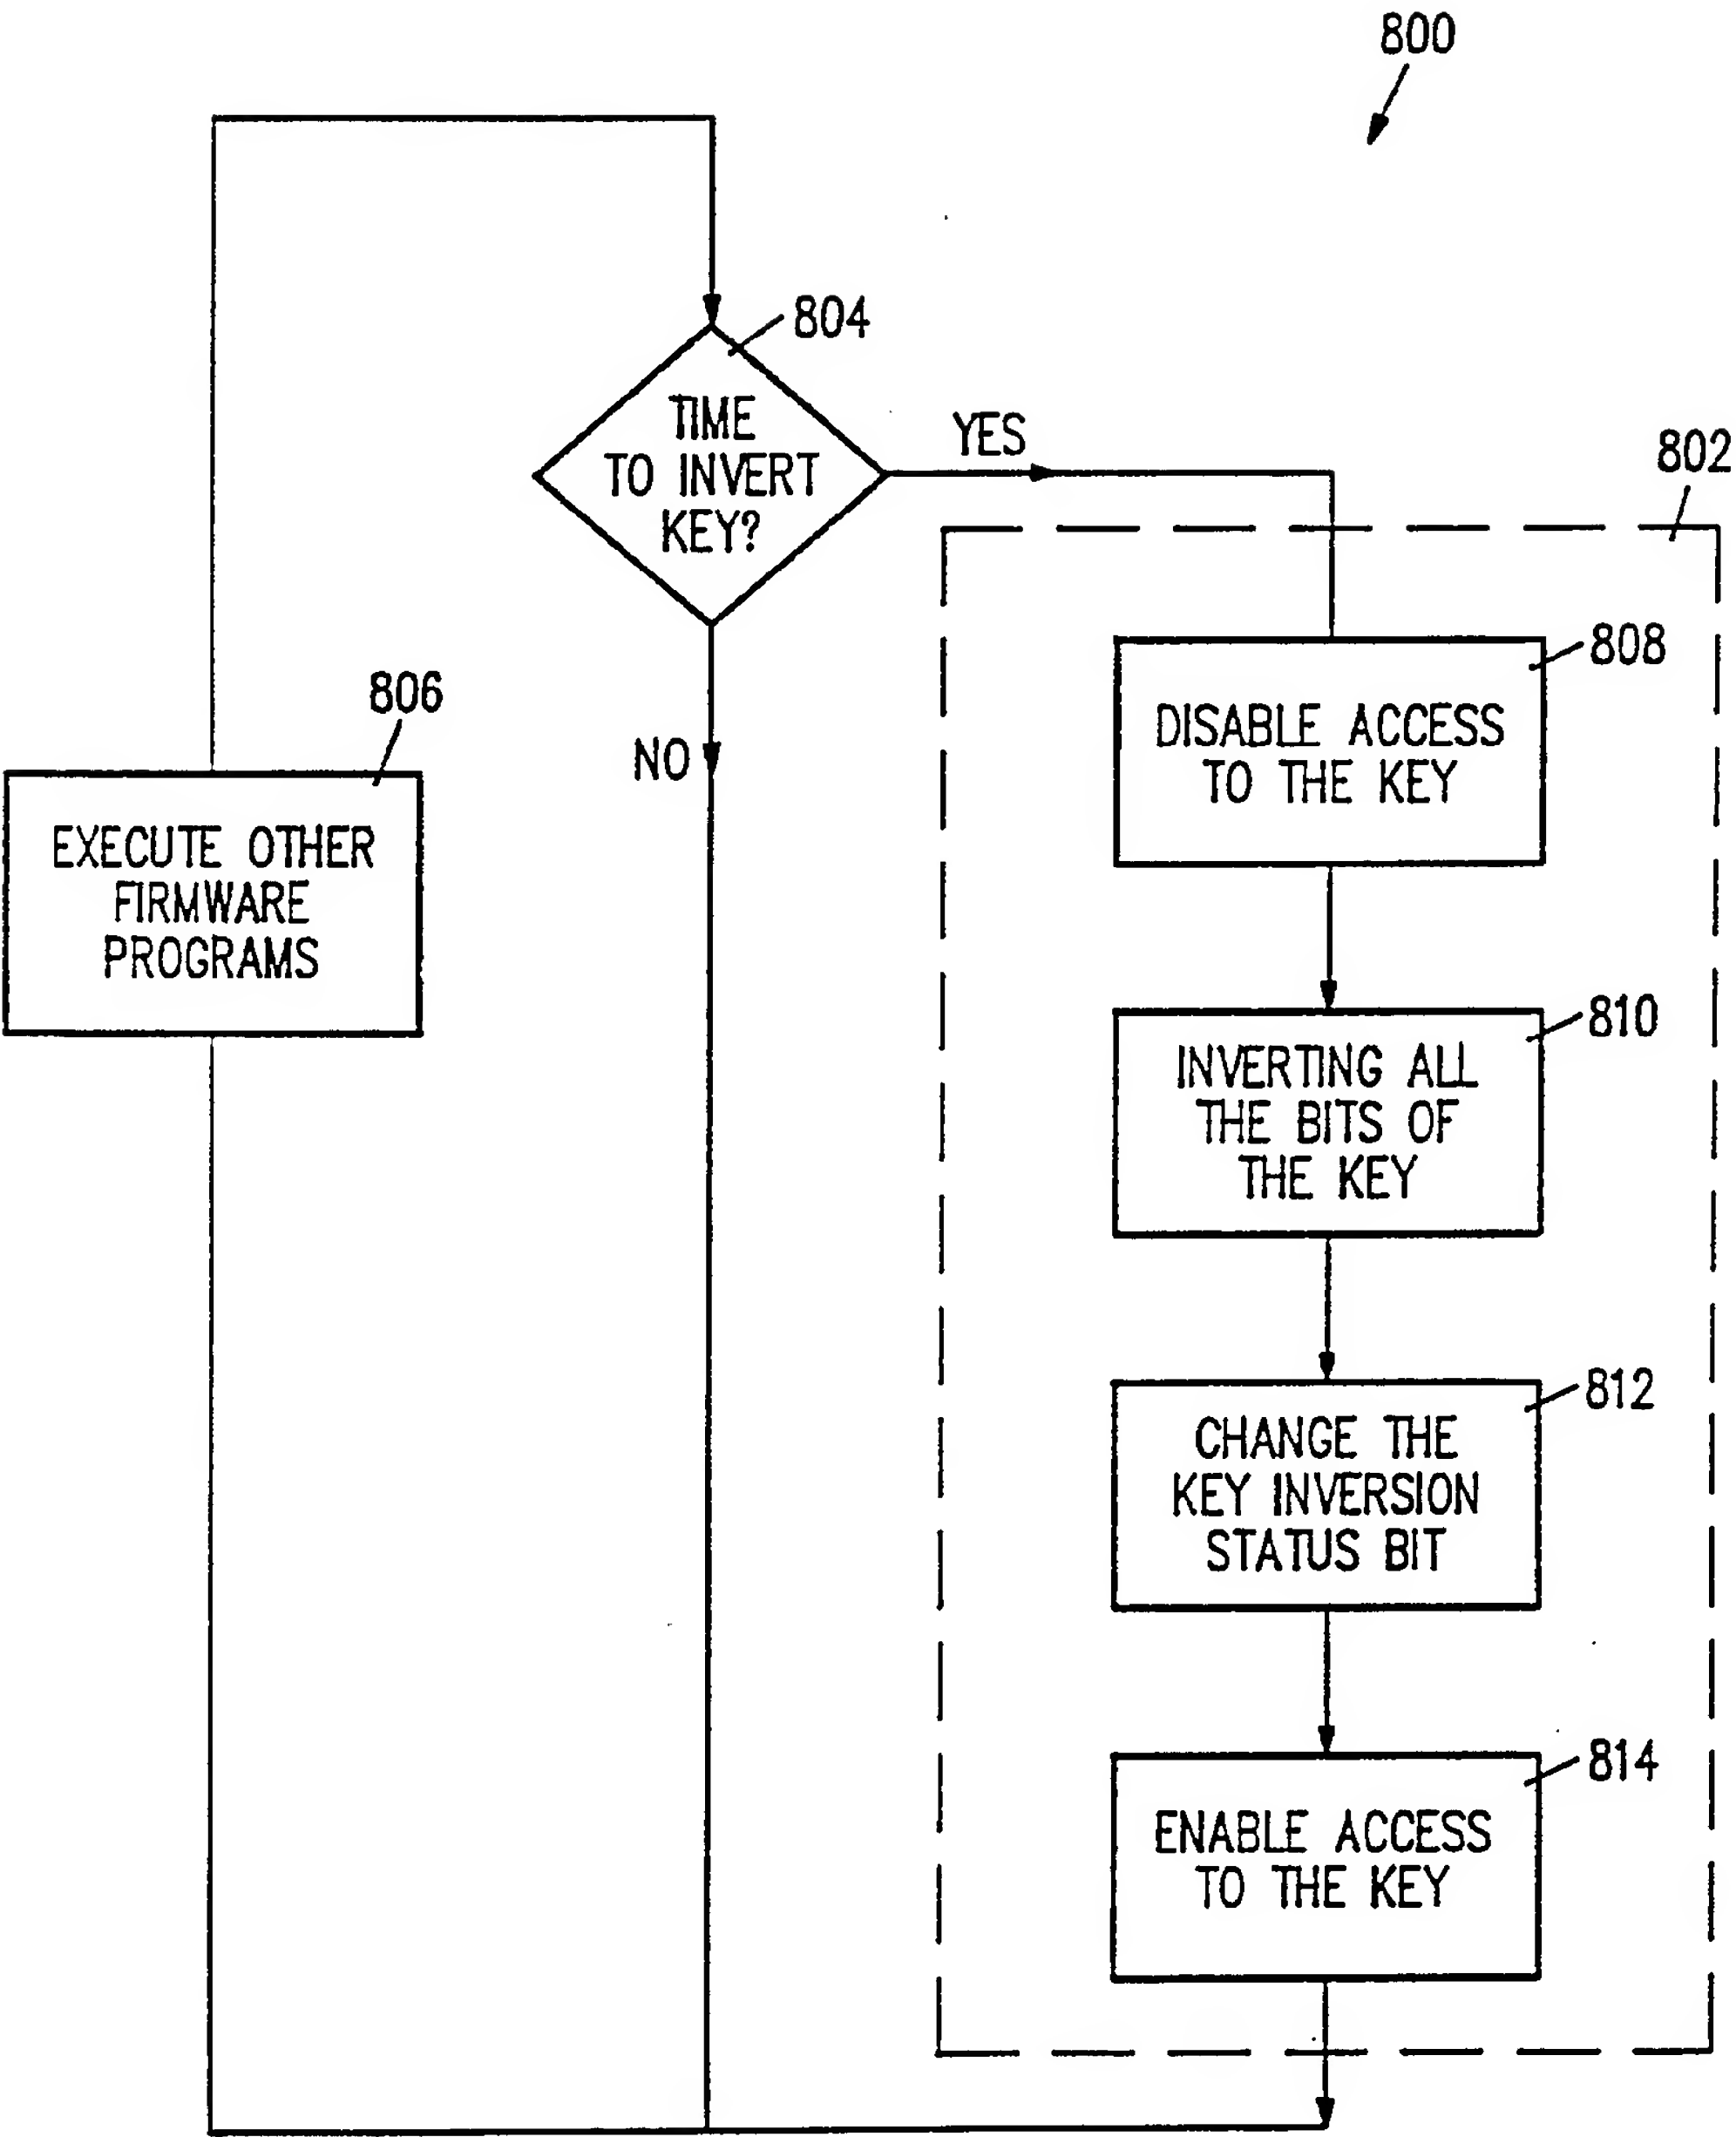 800
804
TIME
TO INVERT
KEY?
YES
802
808
DISABLE ACCESS
TO THE KEY
806
NO
EXECUTE OTHER
FIRMWARE
PROGRAMS
810
INVERTING ALL
THE BITS OF
THE KEY
812
CHANGE THE
KEY INVERSION
STATUS BIT
814
ENABLE ACCESS
TO THE KEY